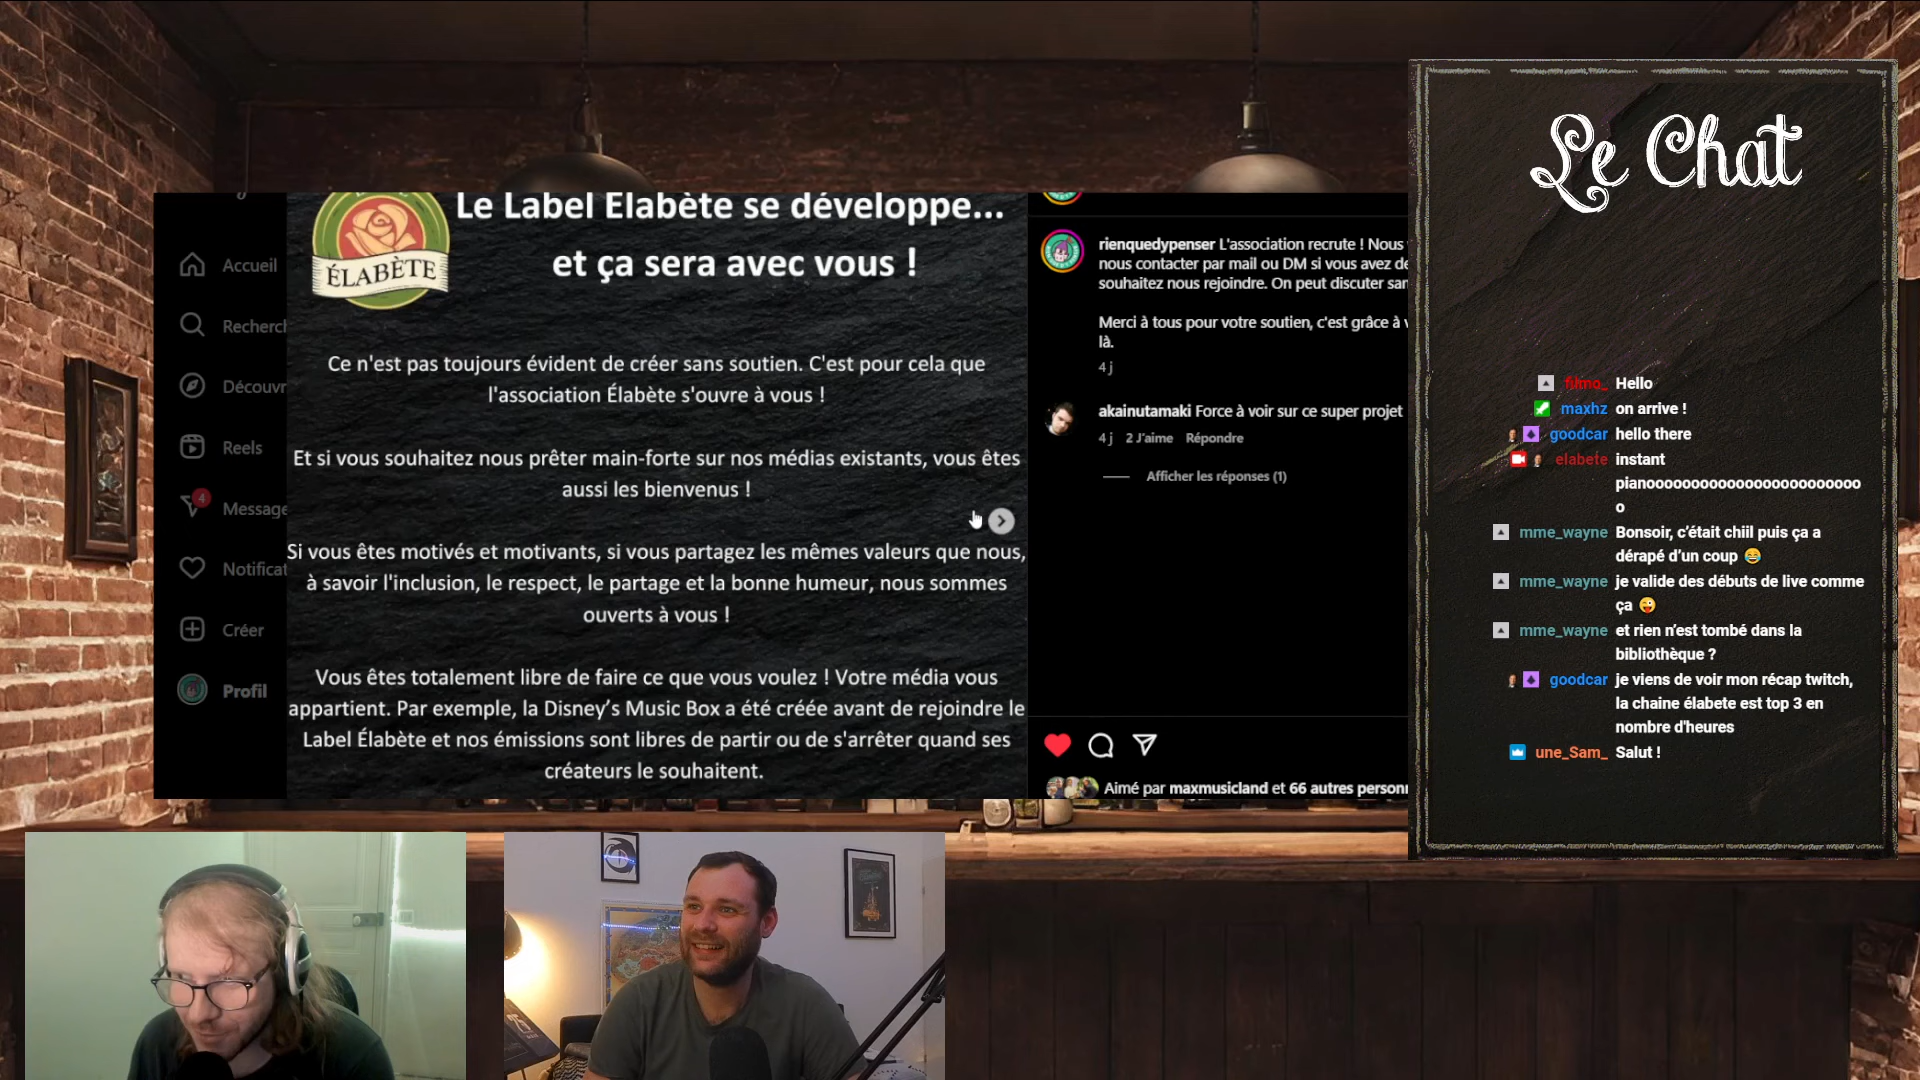 Le Label Elabète se développe...
et ça sera avec vous !
ÉLABÈTE
Ce n'est pas toujours évident de créer sans soutien. C'est pour cela que
l'association Élabète s'ouvre à vous !
Et si vous souhaitez nous prêter main-forte sur nos médias existants, vous êtes
aussi les bienvenus !
Si vous êtes motivés et motivants, si vous partagez les mêmes valeurs que nous,
à savoir l'inclusion, le respect, le partage et la bonne humeur, nous sommes
ouverts à vous !
Vous êtes totalement libre de faire ce que vous voulez ! Votre média vous
appartient. Par exemple, la Disney’s Music Box a été créée avant de rejoindre le
Label Élabète et nos émissions sont libres de partir ou de s'arrêter quand ses
créateurs le souhaitent.
Accueil
Recherch
Découvr
Reels
4
Message
Notificat
Créer
Profil
rienquedypenser L'association recrute ! Nous
nous contacter par mail ou DM si vous avez de
souhaitez nous rejoindre. On peut discuter san
Merci à tous pour votre soutien, c'est grâce à v
là.
4 j
akainutamaki Force à voir sur ce super projet
4 j 2 J'aime Répondre
Afficher les réponses (1)
Aimé par maxmusicland et 66 autres personn
Le Chat
filmo_ Hello
maxhz on arrive !
goodcar hello there
elabete instant
pianoooooooooooooooooooooooo
o
mme_wayne Bonsoir, c’était chiil puis ça a
dérapé d’un coup 😂
mme_wayne je valide des débuts de live comme
ça 😜
mme_wayne et rien n’est tombé dans la
bibliothèque ?
goodcar je viens de voir mon récap twitch,
la chaine élabete est top 3 en
nombre d'heures
une_Sam_ Salut !